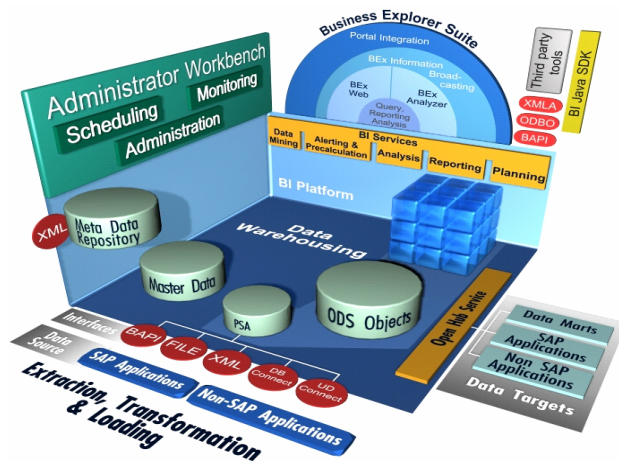 Business Explorer Suite
Portal Integration
BEx Information
Broad-
casting
BEx
Web
BEx
Analyzer
Query,
Reporting
Analysis
Third party
tools
BI Java SDK
XMLA
ODBO
BAPI
Administrator Workbench
Scheduling
Monitoring
Administration
BI Services
Data
Mining
Alerting &
Precalculation
Analysis
Reporting
Planning
BI Platform
XML
Meta Data
Repository
Data
Warehousing
Master Data
PSA
ODS Objects
Open Hub Service
Interfaces
BAPI
FILE
XML
DB
Connect
UD
Connect
Data
Source
SAP Applications
Non-SAP Applications
Extraction, Transformation
& Loading
Data Marts
SAP
Applications
Non SAP
Applications
Data Targets